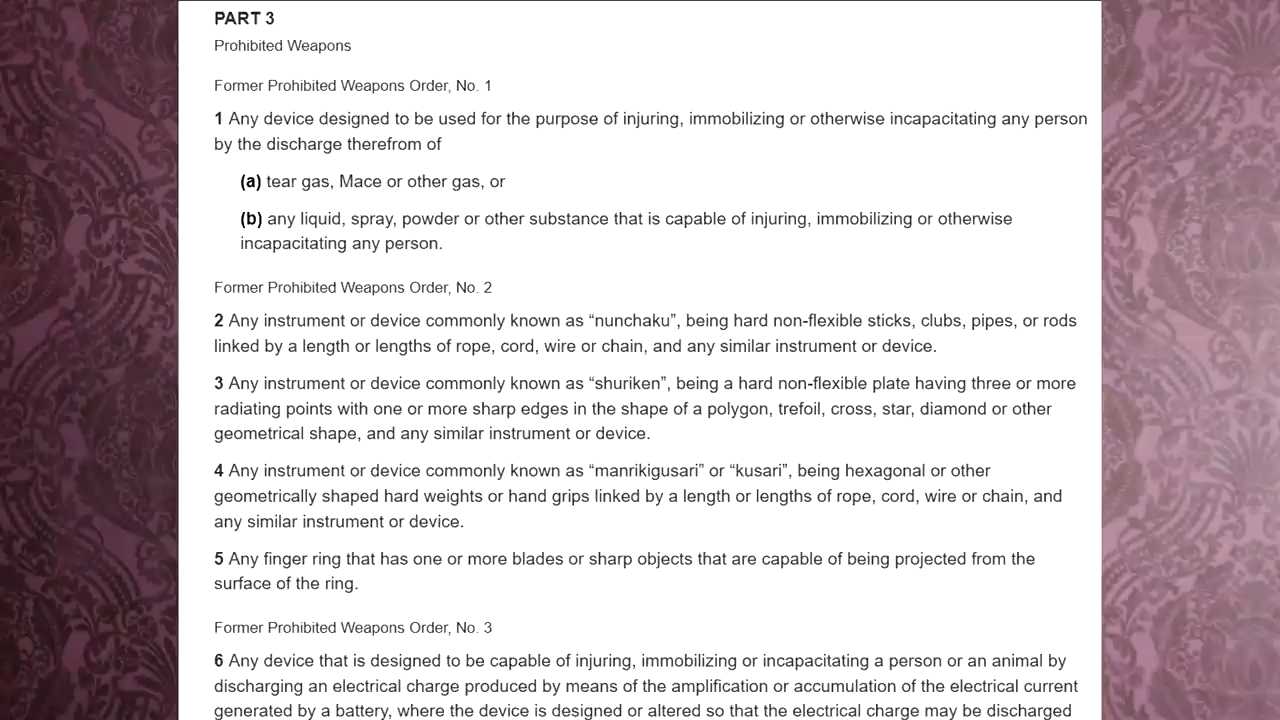 PART 3
Prohibited Weapons
Former Prohibited Weapons Order, No. 1
1 Any device designed to be used for the purpose of injuring, immobilizing or otherwise incapacitating any person
by the discharge therefrom of
(a) tear gas, Mace or other gas, or
(b) any liquid, spray, powder or other substance that is capable of injuring, immobilizing or otherwise
incapacitating any person.
Former Prohibited Weapons Order, No. 2
2 Any instrument or device commonly known as “nunchaku”, being hard non-flexible sticks, clubs, pipes, or rods
linked by a length or lengths of rope, cord, wire or chain, and any similar instrument or device.
3 Any instrument or device commonly known as “shuriken”, being a hard non-flexible plate having three or more
radiating points with one or more sharp edges in the shape of a polygon, trefoil, cross, star, diamond or other
geometrical shape, and any similar instrument or device.
4 Any instrument or device commonly known as “manrikigusari” or “kusari”, being hexagonal or other
geometrically shaped hard weights or hand grips linked by a length or lengths of rope, cord, wire or chain, and
any similar instrument or device.
5 Any finger ring that has one or more blades or sharp objects that are capable of being projected from the
surface of the ring.
Former Prohibited Weapons Order, No. 3
6 Any device that is designed to be capable of injuring, immobilizing or incapacitating a person or an animal by
discharging an electrical charge produced by means of the amplification or accumulation of the electrical current
generated by a battery, where the device is designed or altered so that the electrical charge may be discharged